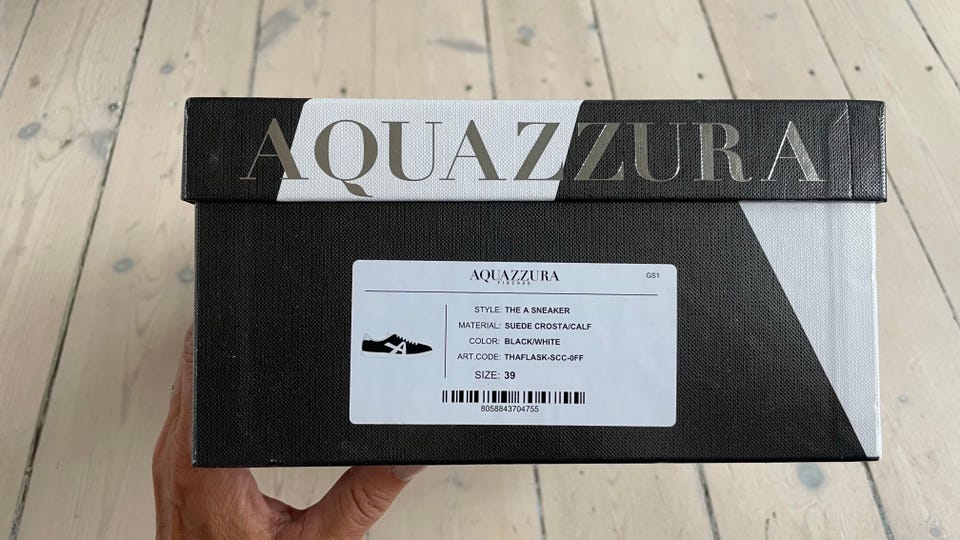 AQUAZZURA
AQUAZZURA
FIRENZE
GS1
STYLE: THE A SNEAKER
MATERIAL: SUEDE CROSTA/CALF
COLOR: BLACK/WHITE
ART.CODE: THAFLASK-SCC-0FF
SIZE: 39
8058843704755